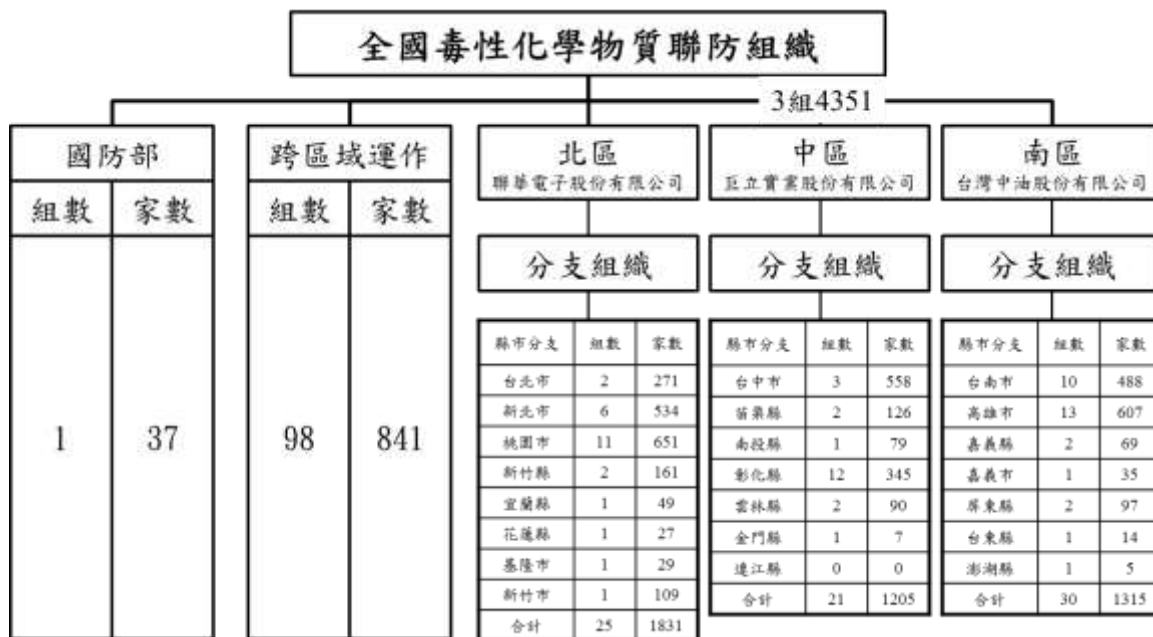 全國毒性化學物質聯防組織
3組4351
國防部
組數 家數
1 37
跨區域運作
組數 家數
98 841
北區
聯華電子股份有限公司
分支組織
縣市分支 組數 家數
台北市 2 271
新北市 6 534
桃園市 11 651
新竹縣 2 161
宜蘭縣 1 49
花蓮縣 1 27
基隆市 1 29
新竹市 1 109
合計 25 1831
中區
巨立實業股份有限公司
分支組織
縣市分支 組數 家數
台中市 3 558
苗栗縣 2 126
南投縣 1 79
彰化縣 12 345
雲林縣 2 90
金門縣 1 7
連江縣 0 0
合計 21 1205
南區
台灣中油股份有限公司
分支組織
縣市分支 組數 家數
台南市 10 488
高雄市 13 607
嘉義縣 2 69
嘉義市 1 35
屏東縣 2 97
台東縣 1 14
澎湖縣 1 5
合計 30 1315